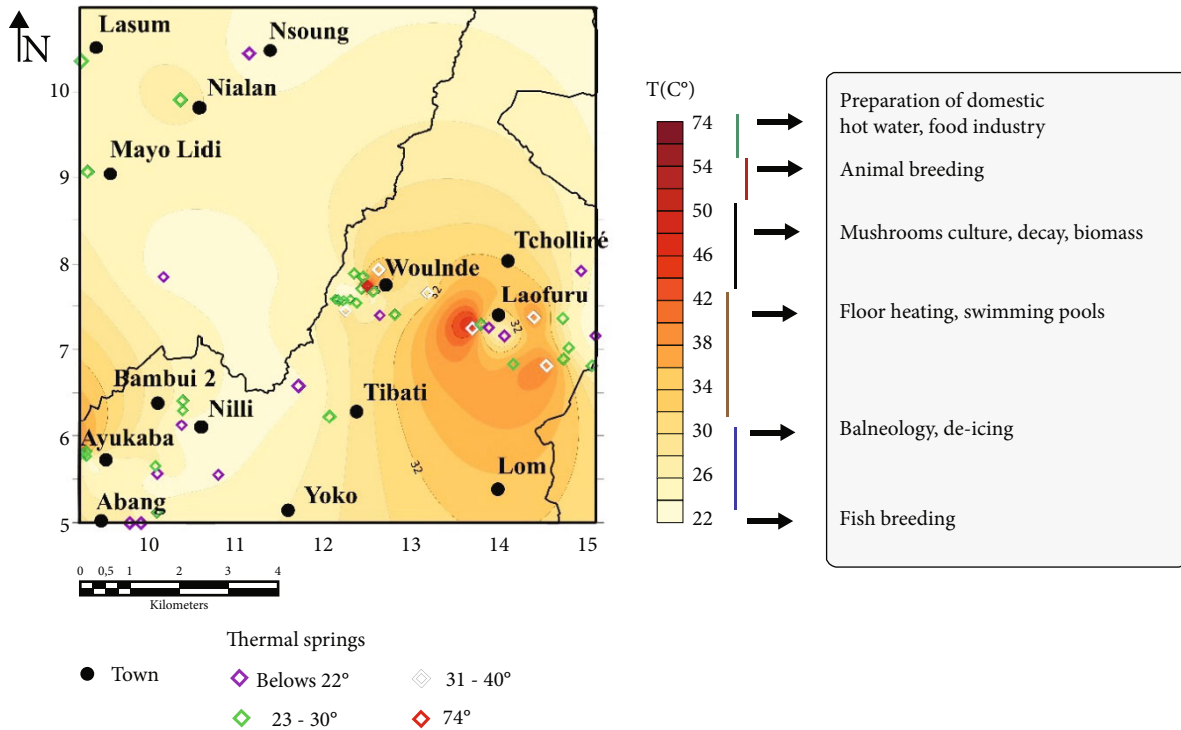 N
Lasum
Nsoung
Nialan
Mayo Lidi
Tcholliré
Woulnde
Laofuru
Bambui 2
Nilli
Tibati
Ayukaba
Lom
Abang
Yoko
32
32
32
10
9
8
7
6
5
10 11 12 13 14 15
0 0,5 1 2 3 4
Kilometers
T(C°)
74
54
50
46
42
38
34
30
26
22
Preparation of domestic
hot water, food industry
Animal breeding
Mushrooms culture, decay, biomass
Floor heating, swimming pools
Balneology, de-icing
Fish breeding
Thermal springs
Town
Belows 22°
31 - 40°
23 - 30°
74°